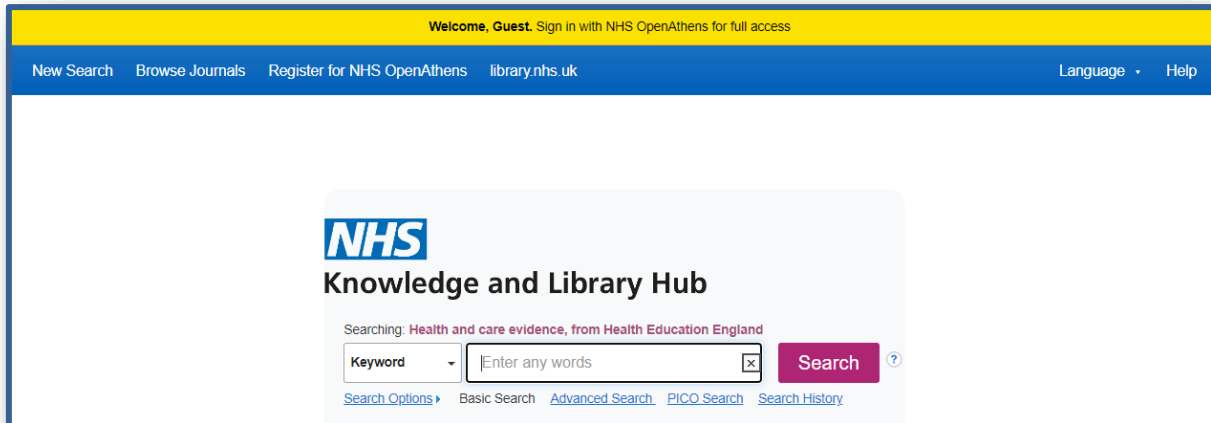 Welcome, Guest. Sign in with NHS OpenAthens for full access
New Search Browse Journals Register for NHS OpenAthens library.nhs.uk Language Help
NHS
Knowledge and Library Hub
Searching: Health and care evidence, from Health Education England
Keyword Enter any words Search ?
Search Options Basic Search Advanced Search PICO Search Search History